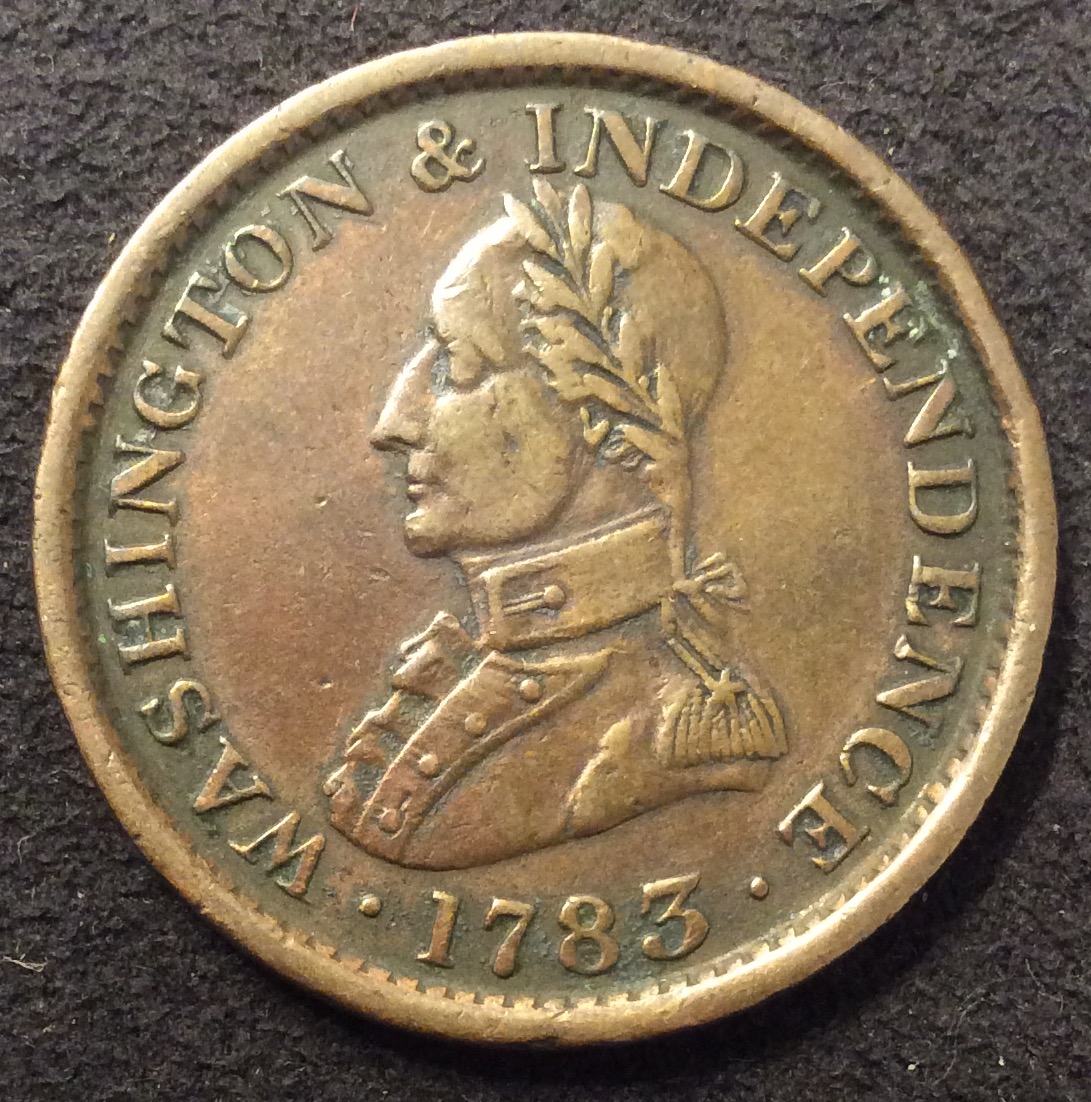 WASHINGTON & INDEPENDENCE
· 1783 ·